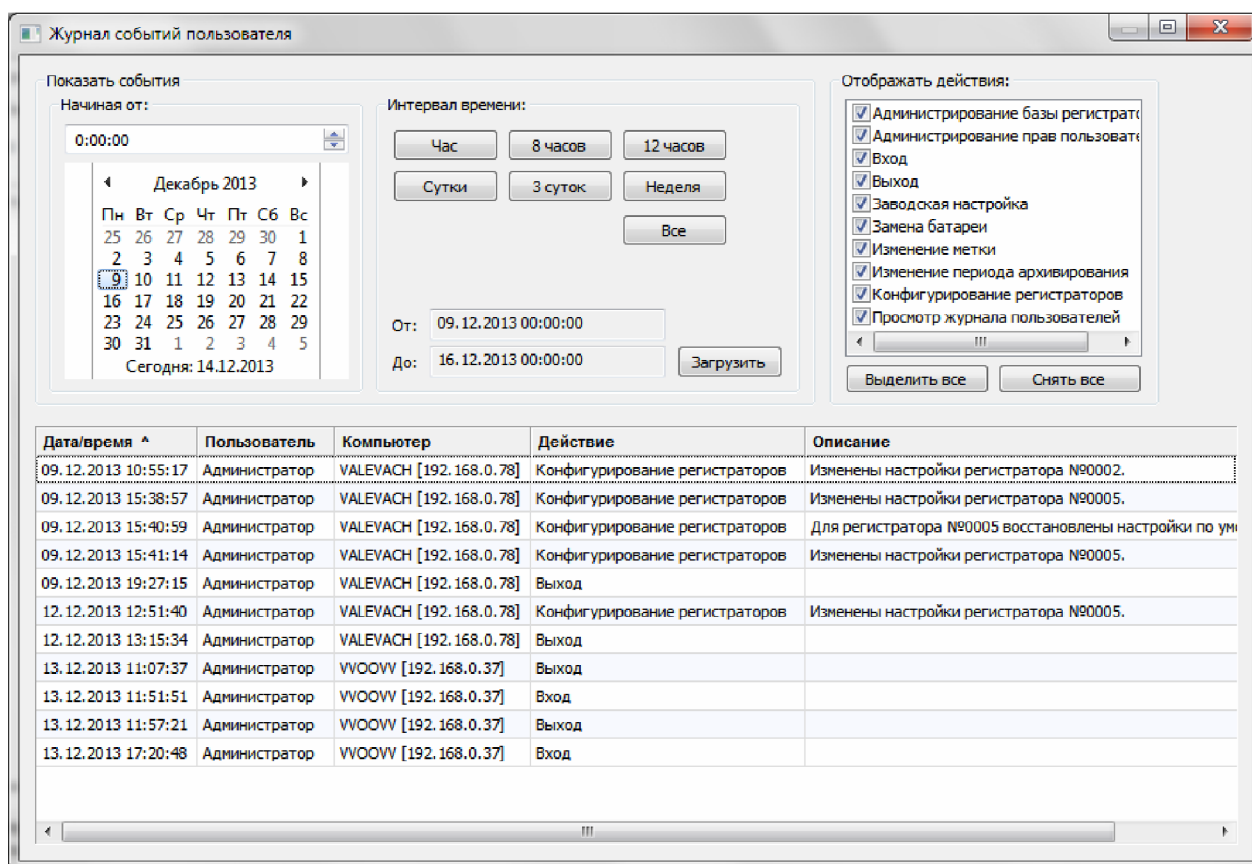 Журнал событий пользователя
Показать события
Начиная от:
0:00:00
Декабрь 2013
Пн Вт Ср Чт Пт Сб Вс
25 26 27 28 29 30 1
2 3 4 5 6 7 8
9 10 11 12 13 14 15
16 17 18 19 20 21 22
23 24 25 26 27 28 29
30 31 1 2 3 4 5
Сегодня: 14.12.2013
Интервал времени:
Час 8 часов 12 часов
Сутки 3 суток Неделя
Все
От: 09.12.2013 00:00:00
До: 16.12.2013 00:00:00 Загрузить
Отображать действия:
Администрирование базы регистрато
Администрирование прав пользовате
Вход
Выход
Заводская настройка
Замена батареи
Изменение метки
Изменение периода архивирования
Конфигурирование регистраторов
Просмотр журнала пользователей
Выделить все Снять все
Дата/время Пользователь Компьютер Действие Описание
09.12.2013 10:55:17 Администратор VALEVACH [192.168.0.78] Конфигурирование регистраторов Изменены настройки регистратора №0002.
09.12.2013 15:38:57 Администратор VALEVACH [192.168.0.78] Конфигурирование регистраторов Изменены настройки регистратора №0005.
09.12.2013 15:40:59 Администратор VALEVACH [192.168.0.78] Конфигурирование регистраторов Для регистратора №0005 восстановлены настройки по ум
09.12.2013 15:41:14 Администратор VALEVACH [192.168.0.78] Конфигурирование регистраторов Изменены настройки регистратора №0005.
09.12.2013 19:27:15 Администратор VALEVACH [192.168.0.78] Выход
12.12.2013 12:51:40 Администратор VALEVACH [192.168.0.78] Конфигурирование регистраторов Изменены настройки регистратора №0005.
12.12.2013 13:15:34 Администратор VALEVACH [192.168.0.78] Выход
13.12.2013 11:07:37 Администратор VVOOVV [192.168.0.37] Выход
13.12.2013 11:51:51 Администратор VVOOVV [192.168.0.37] Вход
13.12.2013 11:57:21 Администратор VVOOVV [192.168.0.37] Выход
13.12.2013 17:20:48 Администратор VVOOVV [192.168.0.37] Вход